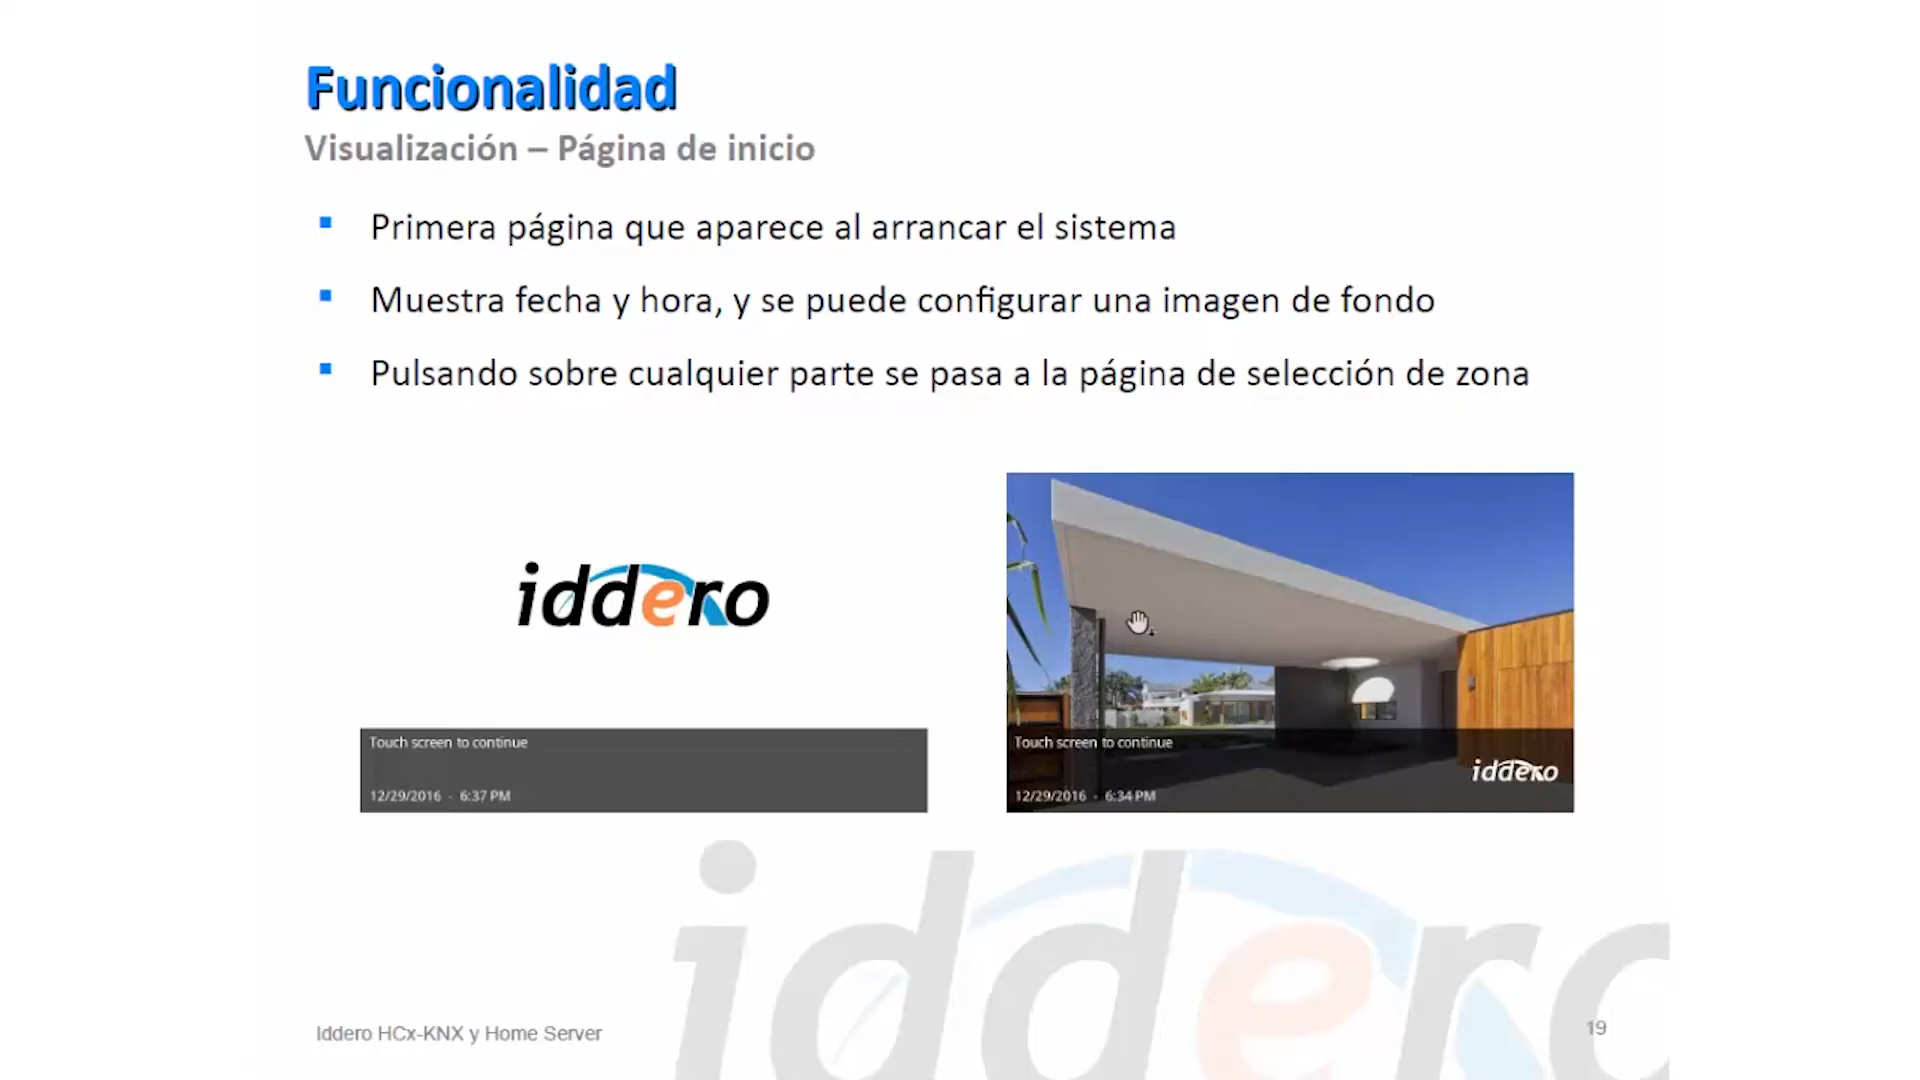 Funcionalidad
Visualización – Página de inicio
Primera página que aparece al arrancar el sistema
Muestra fecha y hora, y se puede configurar una imagen de fondo
Pulsando sobre cualquier parte se pasa a la página de selección de zona
iddero
Touch screen to continue
12/29/2016 - 6:37 PM
Touch screen to continue
iddero
12/29/2016 - 6:34 PM
iddero
Iddero HCx-KNX y Home Server
19